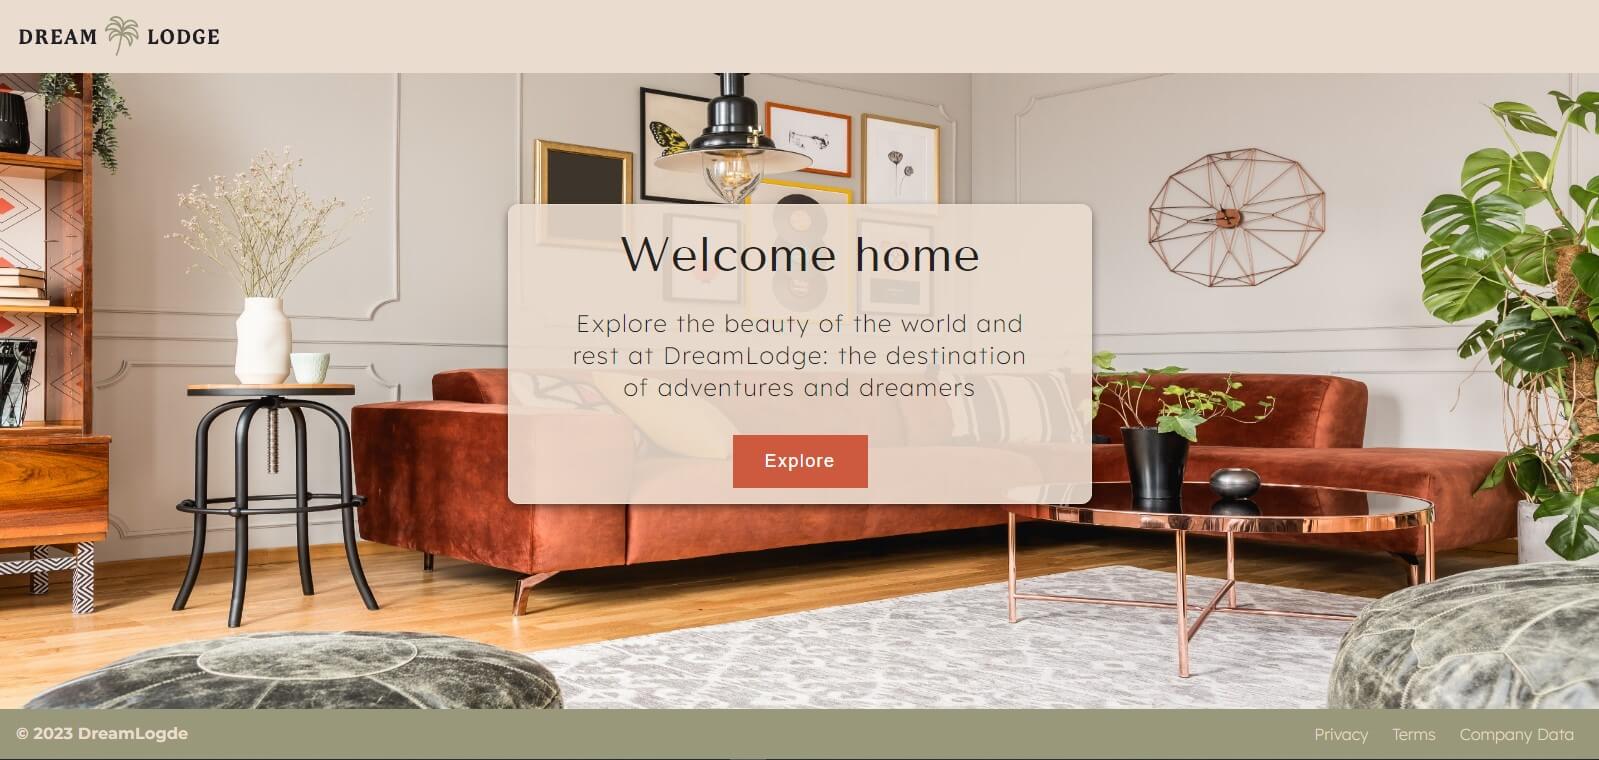 DREAM LODGE
Welcome home
Explore the beauty of the world and
rest at DreamLodge: the destination
of adventures and dreamers
Explore
© 2023 DreamLogde
Privacy Terms Company Data